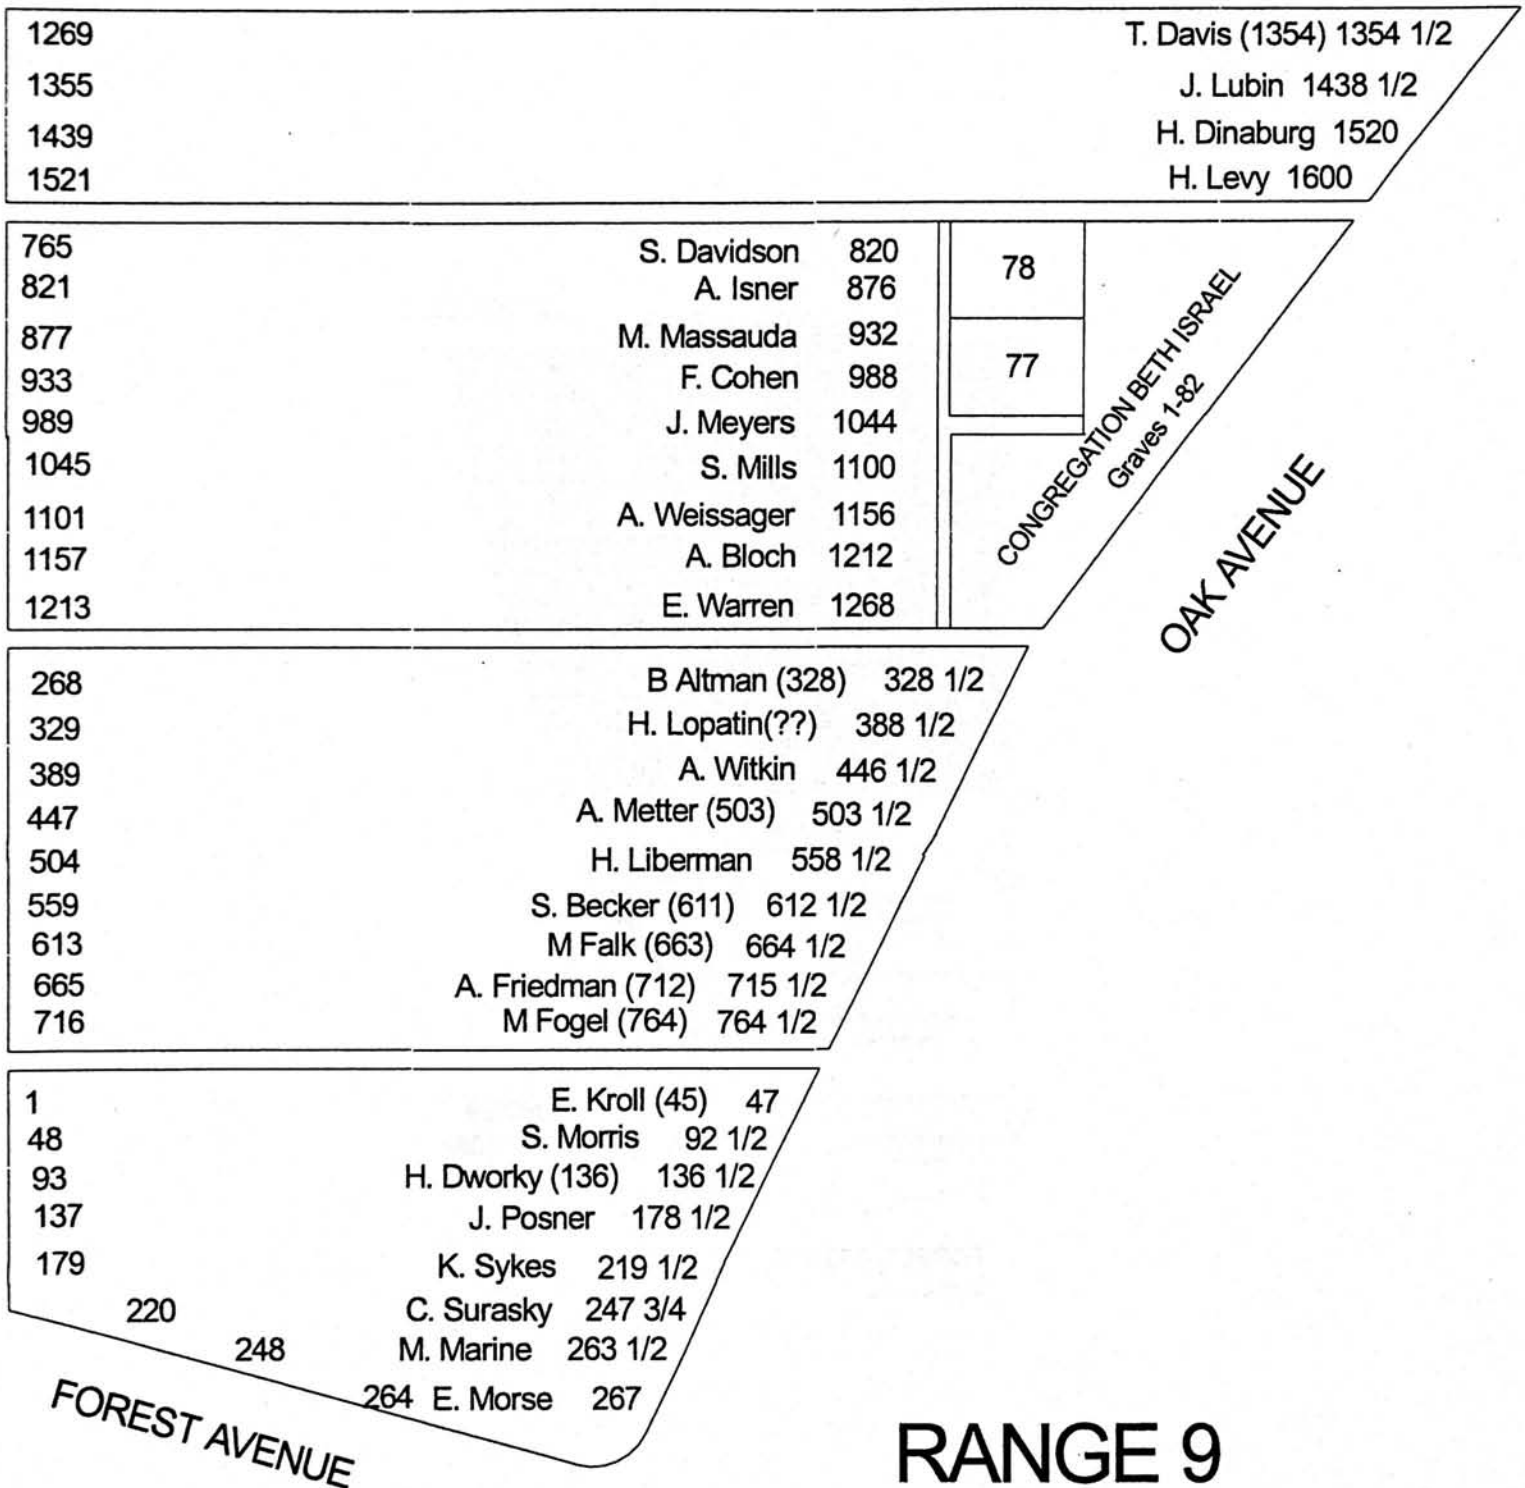 1269 T. Davis (1354) 1354 1/2
1355 J. Lubin 1438 1/2
1439 H. Dinaburg 1520
1521 H. Levy 1600
765 S. Davidson 820
821 A. Isner 876
877 M. Massauda 932
933 F. Cohen 988
989 J. Meyers 1044
1045 S. Mills 1100
1101 A. Weissager 1156
1157 A. Bloch 1212
1213 E. Warren 1268
78
77
CONGREGATION BETH ISRAEL
Graves 1-82
OAK AVENUE
268 B Altman (328) 328 1/2
329 H. Lopatin(??) 388 1/2
389 A. Witkin 446 1/2
447 A. Metter (503) 503 1/2
504 H. Liberman 558 1/2
559 S. Becker (611) 612 1/2
613 M Falk (663) 664 1/2
665 A. Friedman (712) 715 1/2
716 M Fogel (764) 764 1/2
1 E. Kroll (45) 47
48 S. Morris 92 1/2
93 H. Dworky (136) 136 1/2
137 J. Posner 178 1/2
179 K. Sykes 219 1/2
220 C. Surasky 247 3/4
248 M. Marine 263 1/2
264 E. Morse 267
FOREST AVENUE
RANGE 9